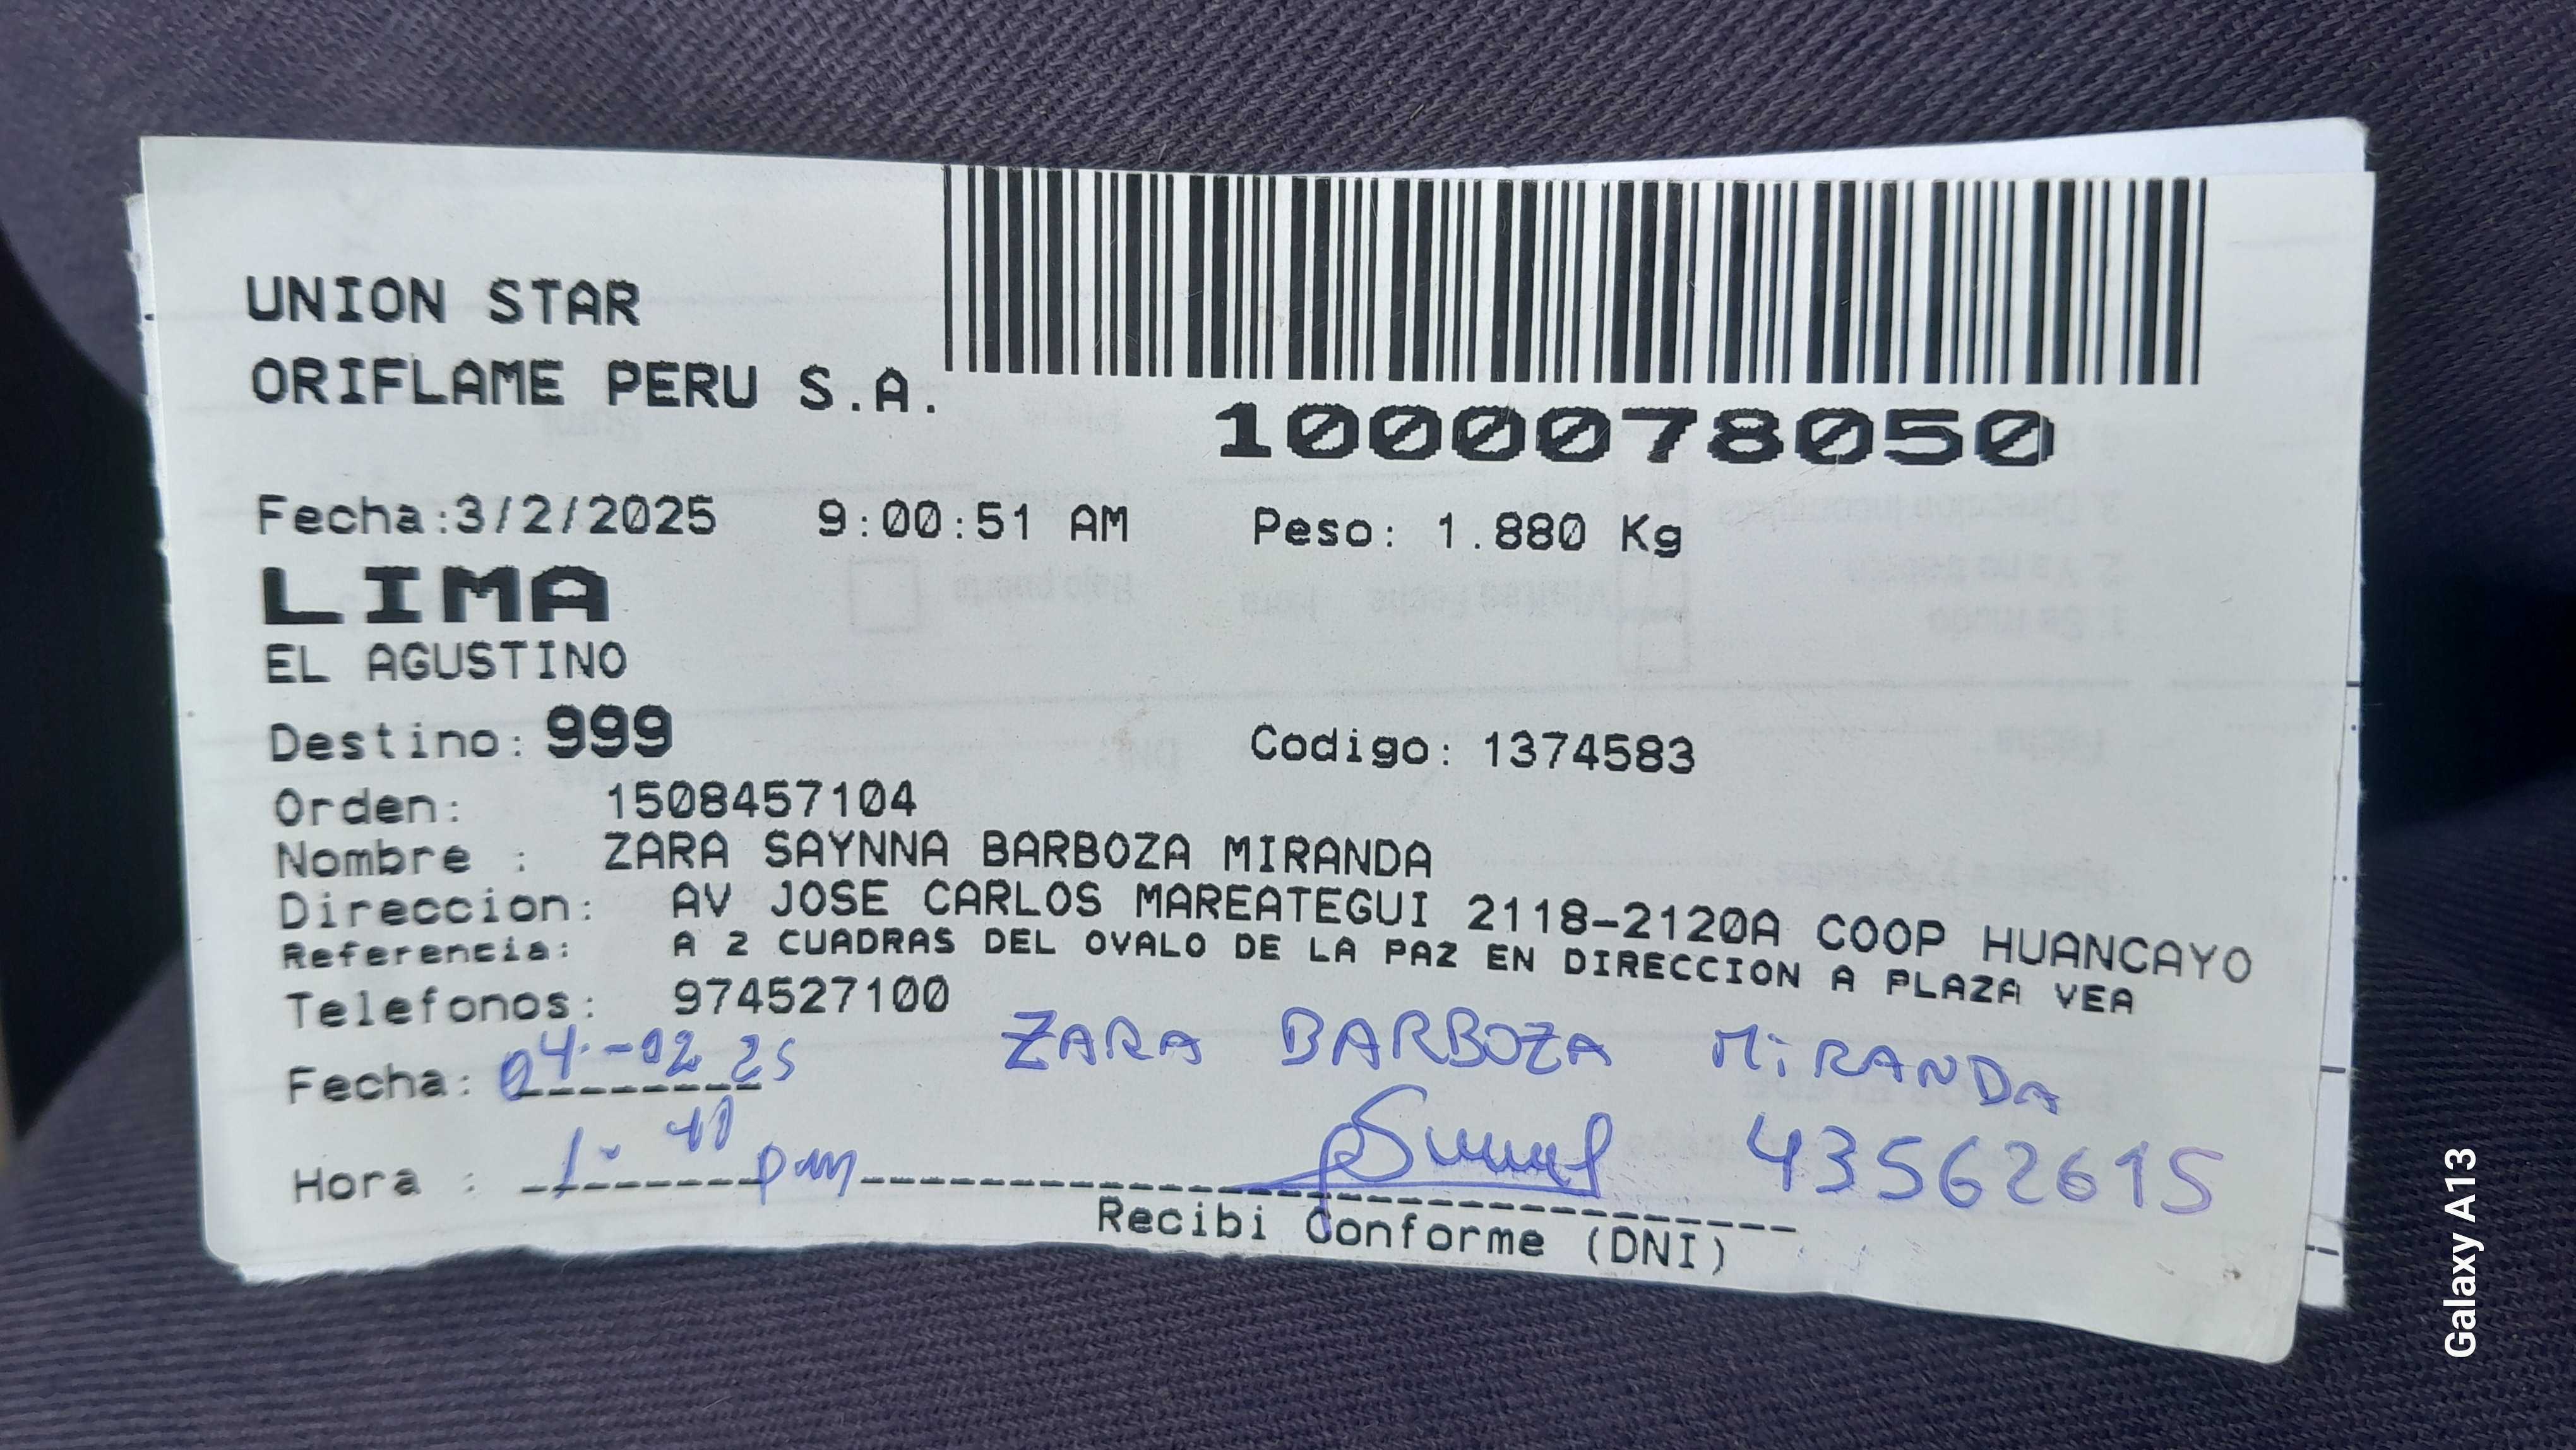 UNION STAR
ORIFLAME PERU S.A.
1000078050
Fecha:3/2/2025 9:00:51 AM Peso: 1.880 Kg
LIMA
EL AGUSTINO
Destino: 999 Codigo: 1374583
Orden: 1508457104
Nombre : ZARA SAYNNA BARBOZA MIRANDA
Direccion: AV JOSE CARLOS MAREATEGUI 2118-2120A COOP HUANCAYO
Referencia: A 2 CUADRAS DEL OVALO DE LA PAZ EN DIRECCION A PLAZA VEA
Telefonos: 974527100
ZARA BARBOZA MIRANDA
Fecha: 04-02 25
Hora : pm 43562615
Recibi Conforme (DNI)
Galaxy A13